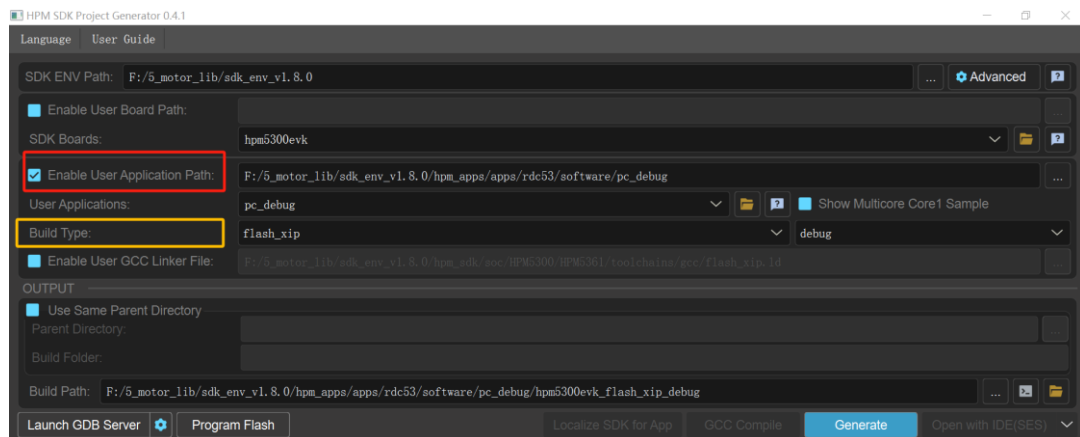 HPM SDK Project Generator 0.4.1
Language User Guide
SDK ENV Path: F:/5_motor_lib/sdk_env_v1.8.0 ... Advanced
Enable User Board Path: ...
SDK Boards: hpm5300evk
Enable User Application Path: F:/5_motor_lib/sdk_env_v1.8.0/hpm_apps/apps/rdc53/software/pc_debug ...
User Applications: pc_debug Show Multicore Core1 Sample
Build Type: flash_xip debug
Enable User GCC Linker File: F:/5_motor_lib/sdk_env_v1.8.0/hpm_sdk/soc/HPM5300/HPM5361/toolchains/gcc/flash_xip.ld ...
OUTPUT
Use Same Parent Directory
Parent Directory: ...
Build Folder:
Build Path: F:/5_motor_lib/sdk_env_v1.8.0/hpm_apps/apps/rdc53/software/pc_debug/hpm5300evk_flash_xip_debug ...
Launch GDB Server Program Flash Localize SDK for App GCC Compile Generate Open with IDE(SES)